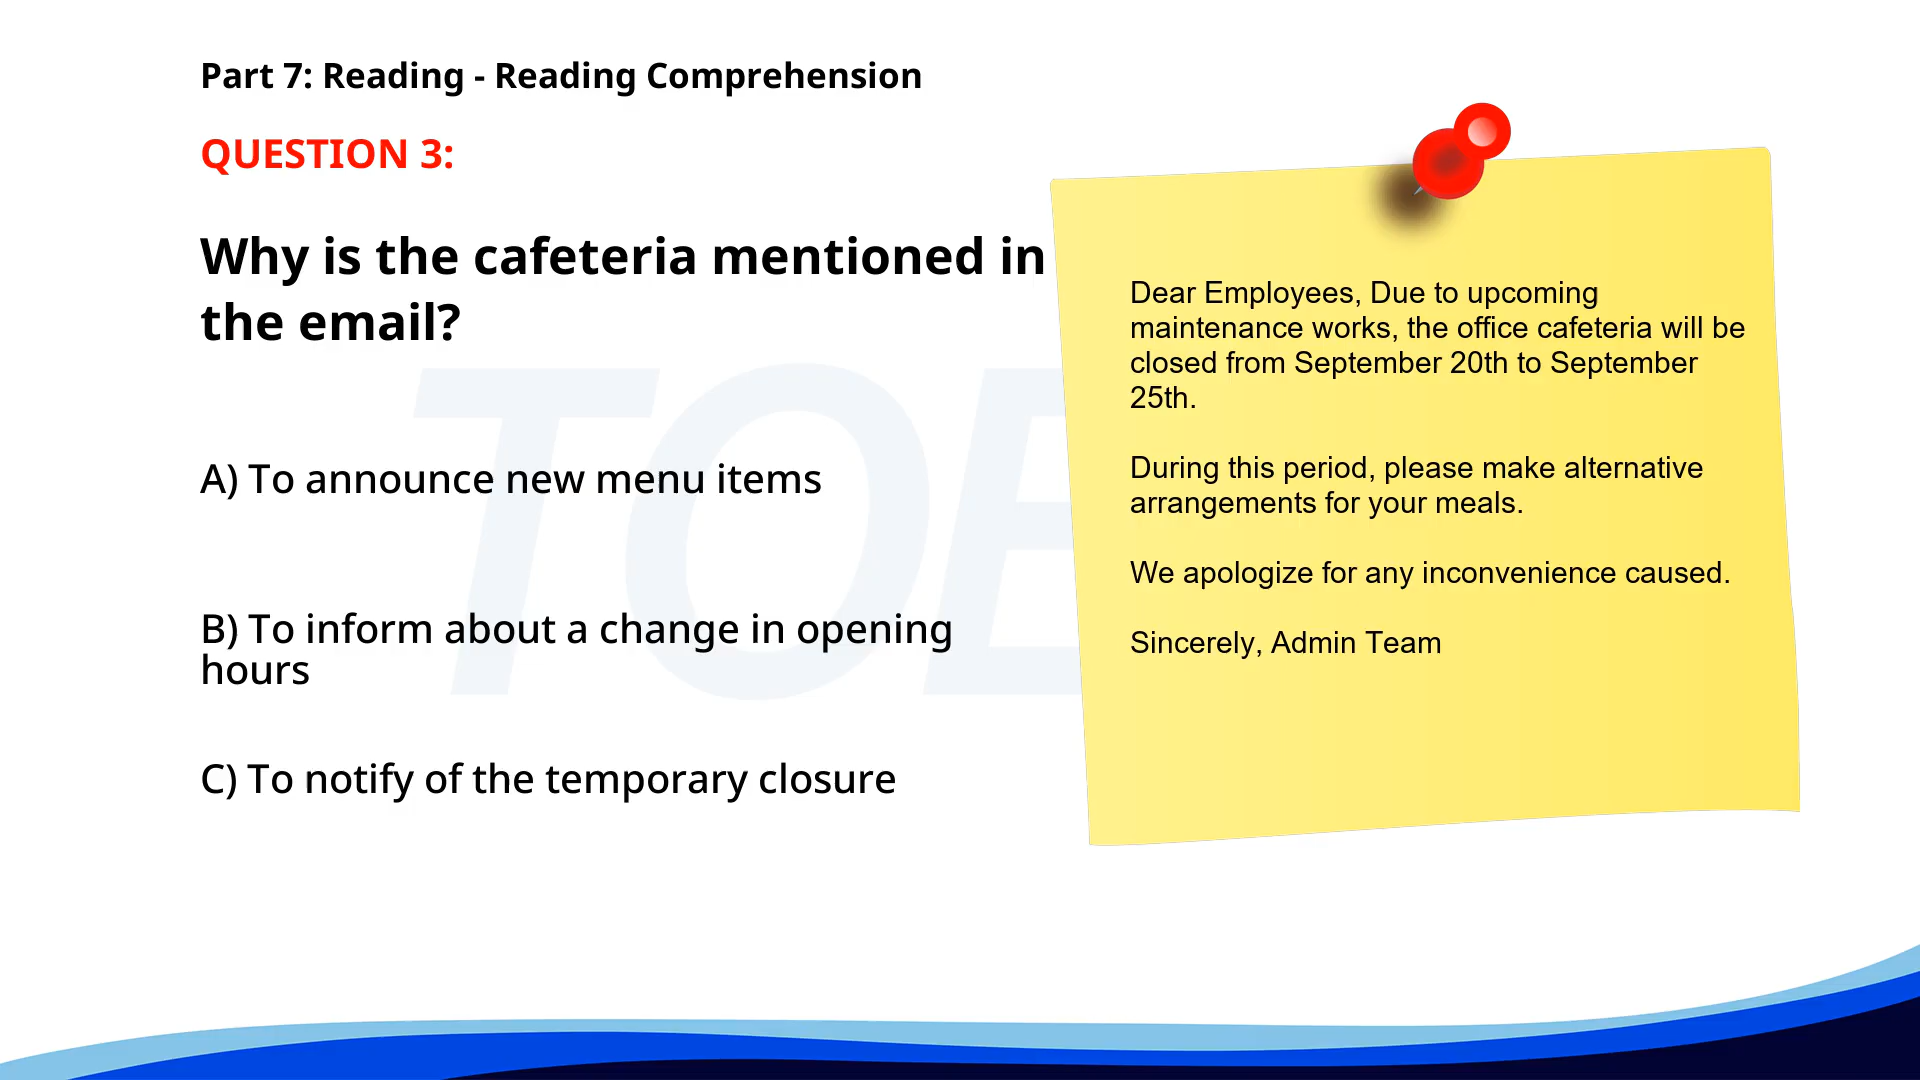 Part 7: Reading - Reading Comprehension
QUESTION 3:
Why is the cafeteria mentioned in
the email?
A) To announce new menu items
B) To inform about a change in opening
hours
C) To notify of the temporary closure
Dear Employees, Due to upcoming
maintenance works, the office cafeteria will be
closed from September 20th to September
25th.
During this period, please make alternative
arrangements for your meals.
We apologize for any inconvenience caused.
Sincerely, Admin Team